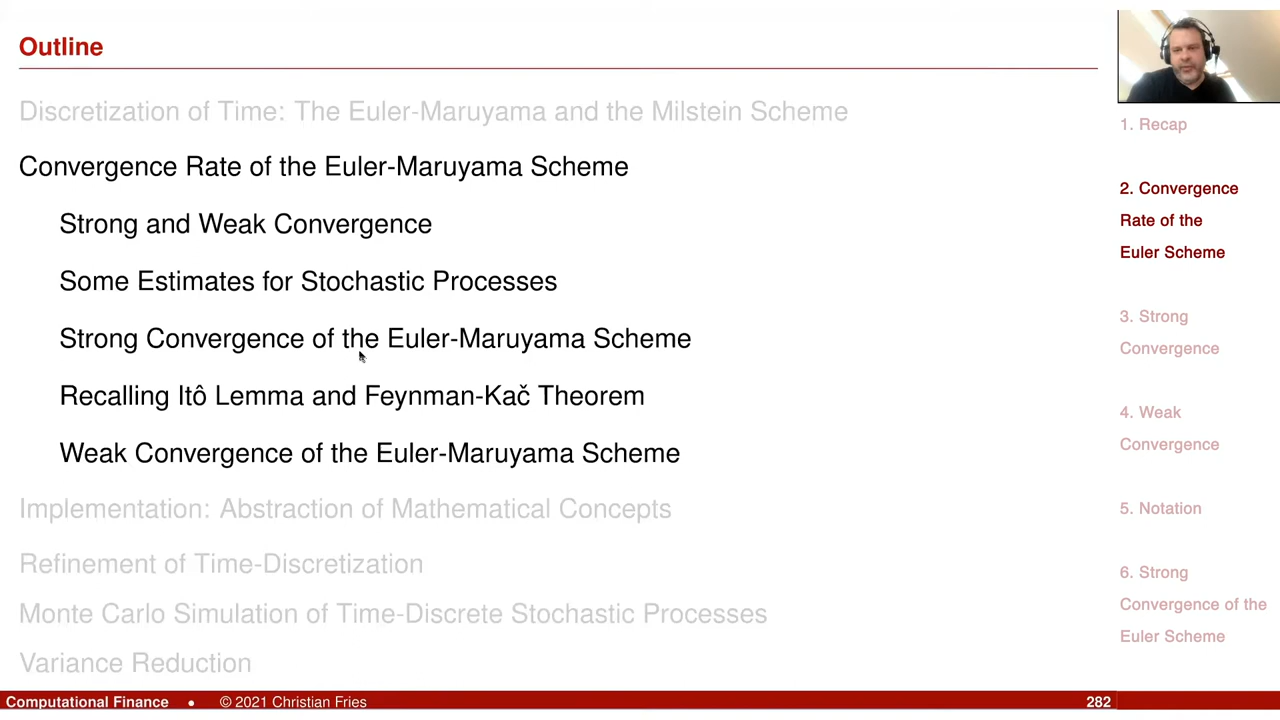 Outline
Discretization of Time: The Euler-Maruyama and the Milstein Scheme
Convergence Rate of the Euler-Maruyama Scheme
Strong and Weak Convergence
Some Estimates for Stochastic Processes
Strong Convergence of the Euler-Maruyama Scheme
Recalling Itô Lemma and Feynman-Kač Theorem
Weak Convergence of the Euler-Maruyama Scheme
Implementation: Abstraction of Mathematical Concepts
Refinement of Time-Discretization
Monte Carlo Simulation of Time-Discrete Stochastic Processes
Variance Reduction
1. Recap
2. Convergence
Rate of the
Euler Scheme
3. Strong
Convergence
4. Weak
Convergence
5. Notation
6. Strong
Convergence of the
Euler Scheme
Computational Finance • © 2021 Christian Fries 282